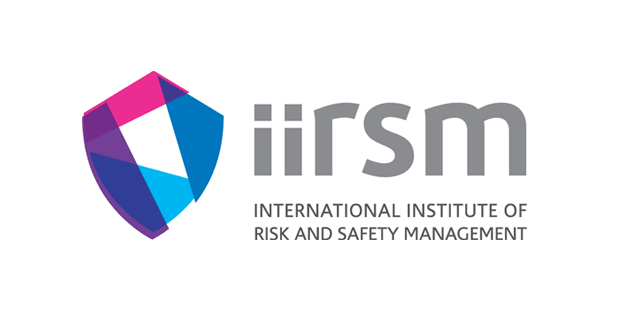 iirsm
INTERNATIONAL INSTITUTE OF
RISK AND SAFETY MANAGEMENT